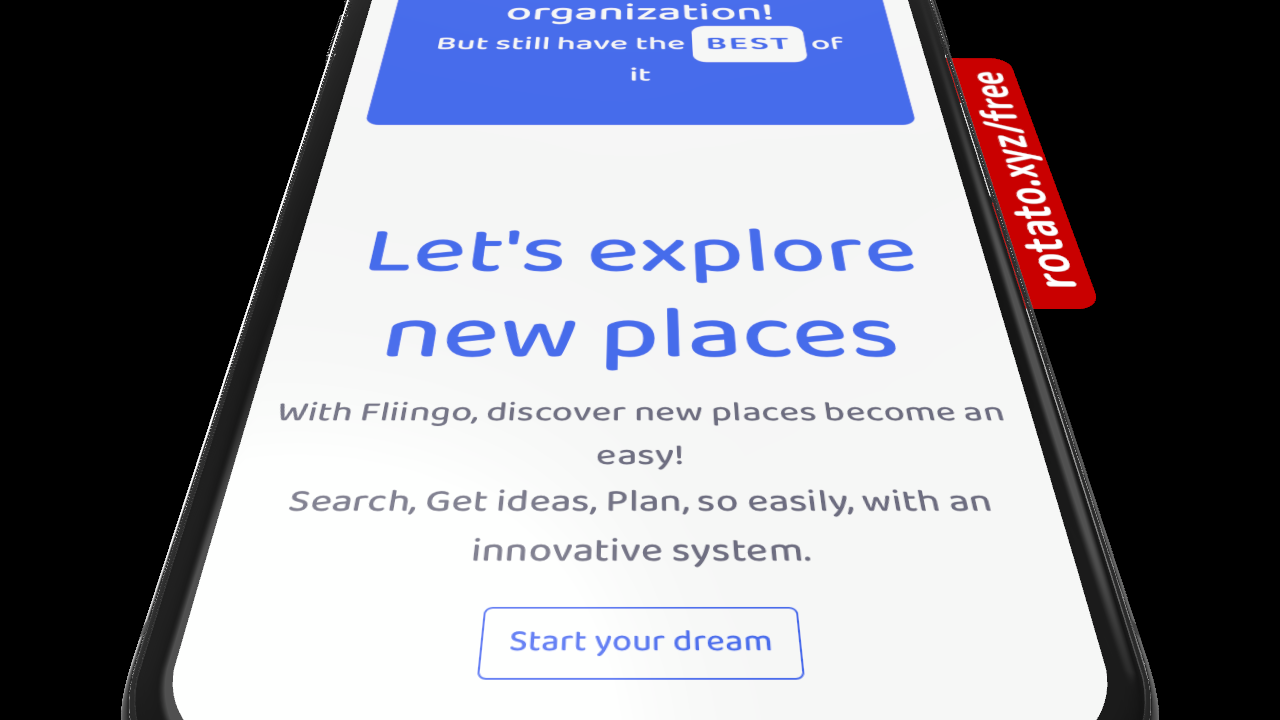 organization!
But still have the BEST of
it
rotato.xyz/free
Let's explore
new places
With Fliingo, discover new places become an
easy!
Search, Get ideas, Plan, so easily, with an
innovative system.
Start your dream